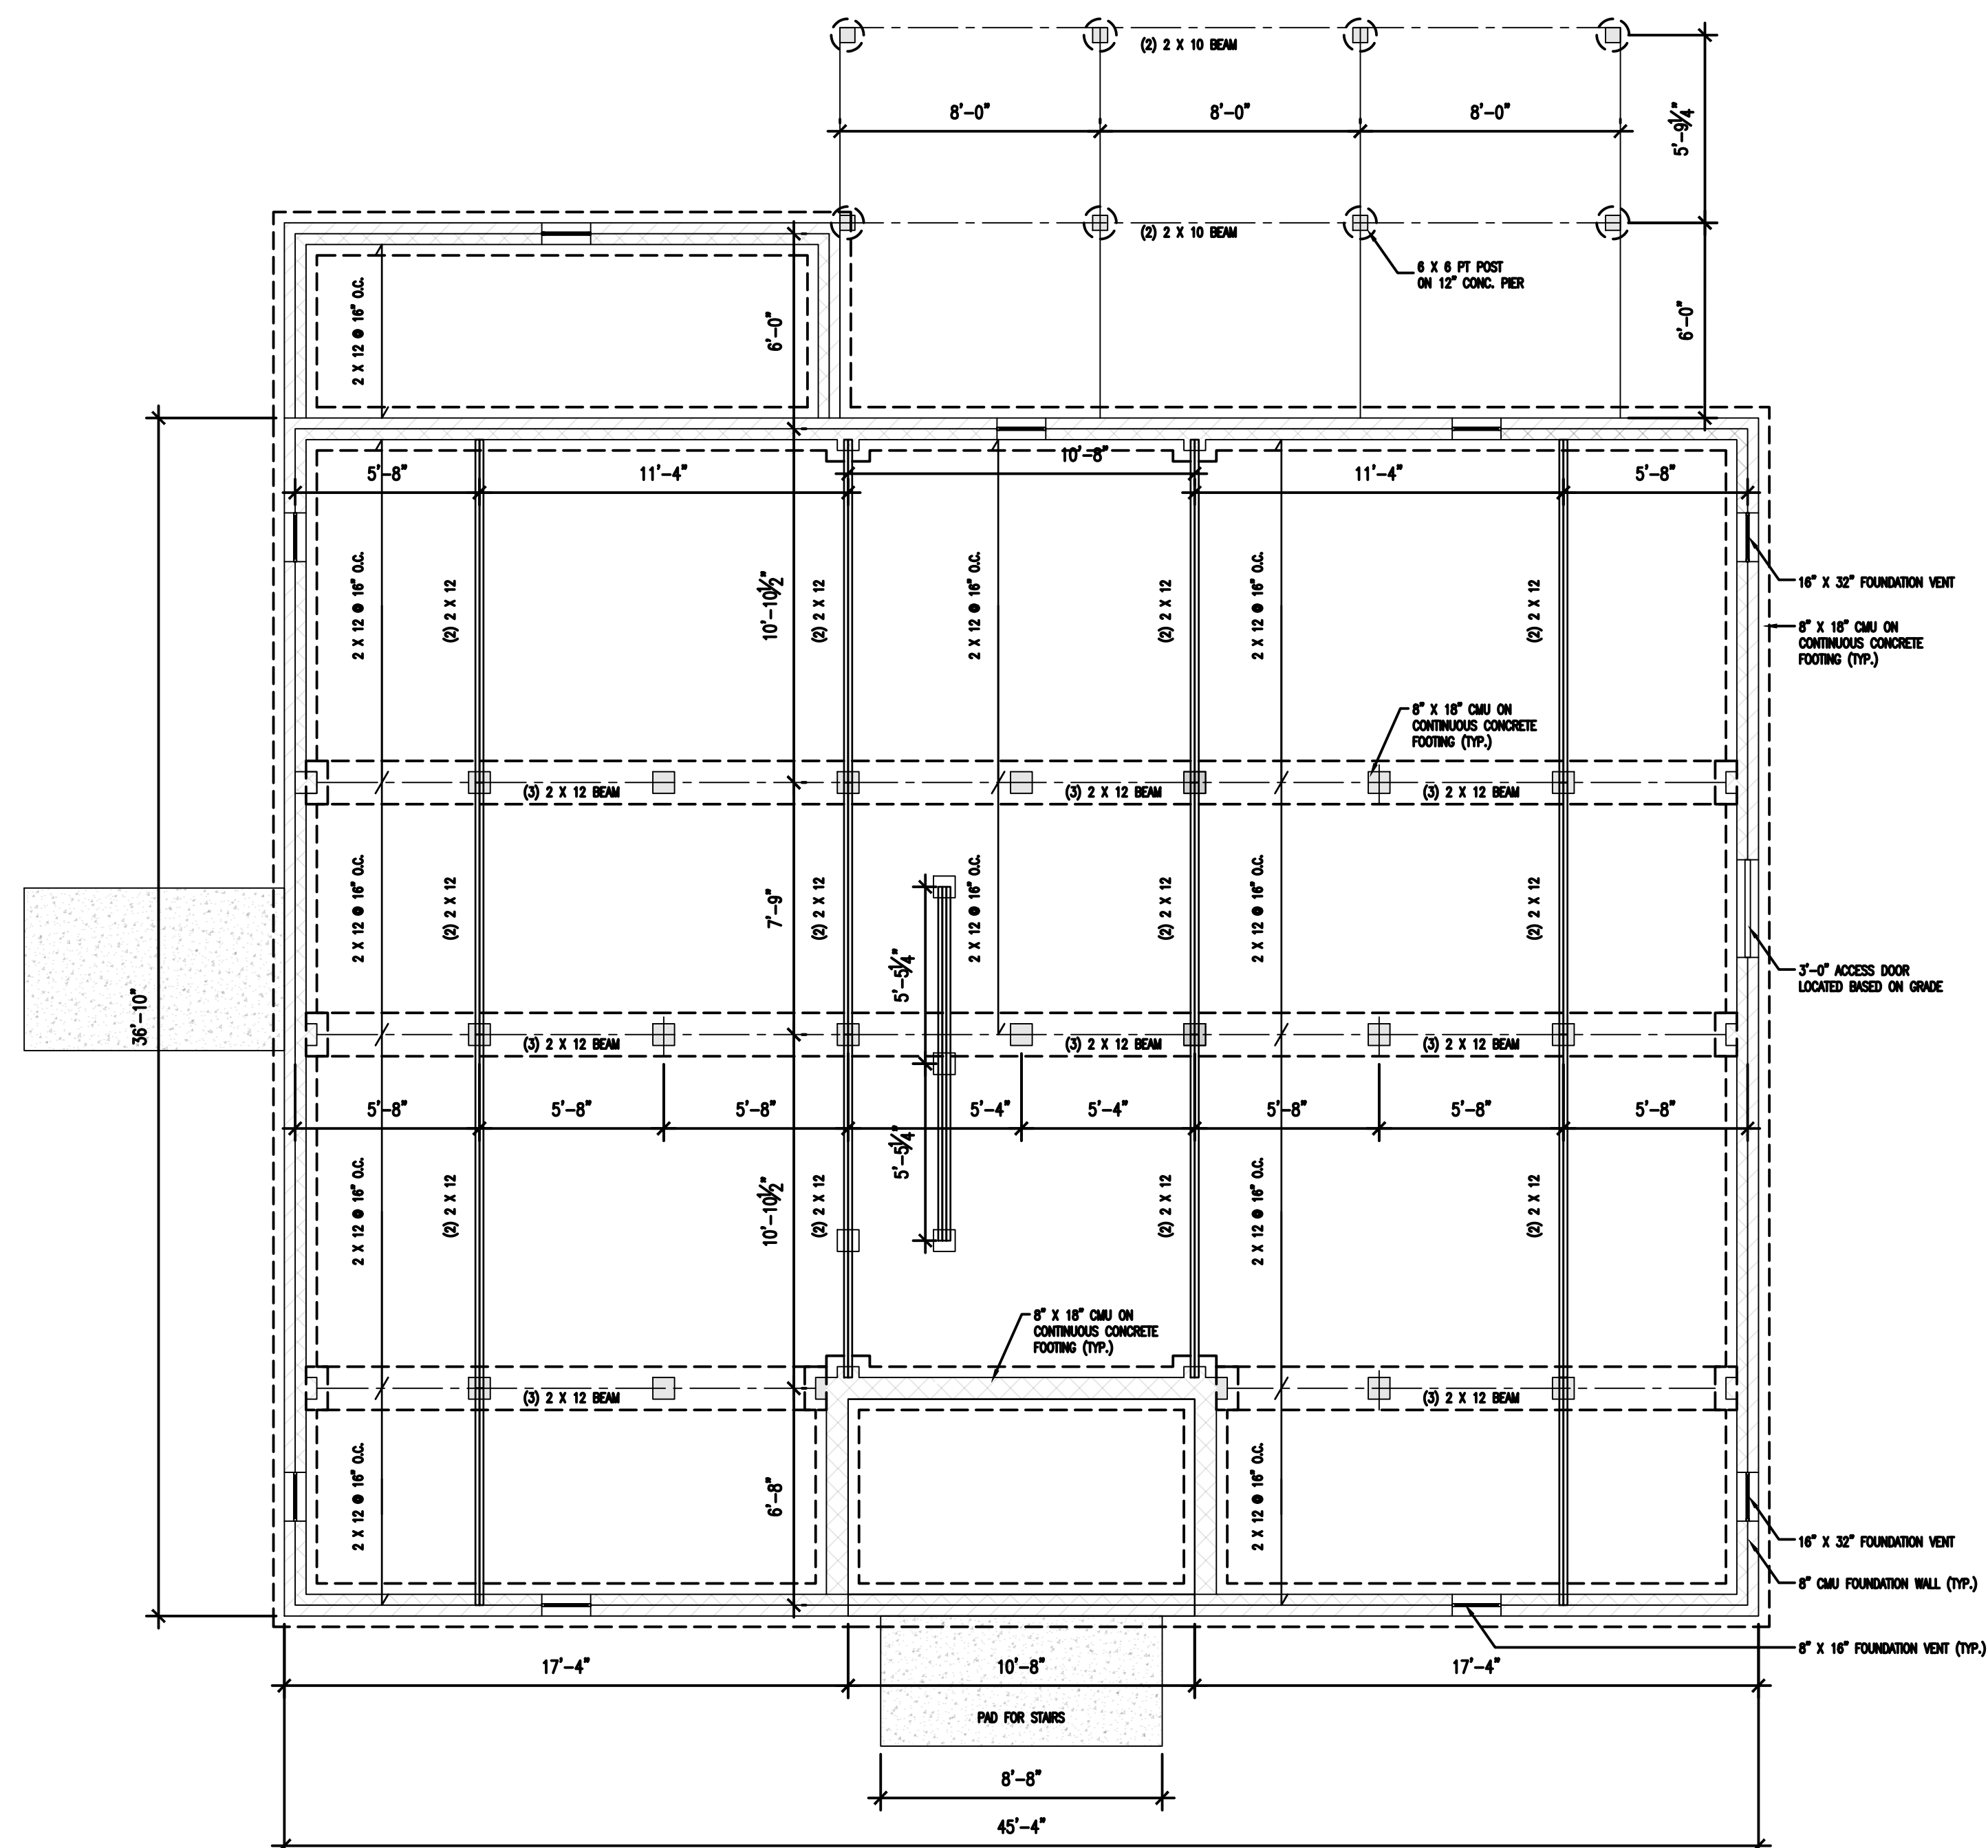 (2) 2 X 10 BEAM
8'-0"
8'-0"
8'-0"
5'-9¼"
(2) 2 X 10 BEAM
6 X 6 PT POST
ON 12" CONC. PIER
2 X 12 @ 16" O.C.
6'-0"
6'-0"
5'-8"
11'-4"
10'-8"
11'-4"
5'-8"
2 X 12 @ 16" O.C.
(2) 2 X 12
10'-10½"
(2) 2 X 12
2 X 12 @ 16" O.C.
(2) 2 X 12
2 X 12 @ 16" O.C.
(2) 2 X 12
16" X 32" FOUNDATION VENT
8" X 18" CMU ON
CONTINUOUS CONCRETE
FOOTING (TYP.)
8" X 18" CMU ON
CONTINUOUS CONCRETE
FOOTING (TYP.)
(3) 2 X 12 BEAM
(3) 2 X 12 BEAM
(3) 2 X 12 BEAM
2 X 12 @ 16" O.C.
(2) 2 X 12
7'-9"
(2) 2 X 12
5'-5¼"
2 X 12 @ 16" O.C.
(2) 2 X 12
2 X 12 @ 16" O.C.
(2) 2 X 12
3'-0" ACCESS DOOR
LOCATED BASED ON GRADE
36'-10"
(3) 2 X 12 BEAM
(3) 2 X 12 BEAM
(3) 2 X 12 BEAM
5'-8"
5'-8"
5'-8"
5'-4"
5'-4"
5'-8"
5'-8"
5'-8"
2 X 12 @ 16" O.C.
(2) 2 X 12
10'-10½"
(2) 2 X 12
5'-5¼"
(2) 2 X 12
2 X 12 @ 16" O.C.
(2) 2 X 12
8" X 18" CMU ON
CONTINUOUS CONCRETE
FOOTING (TYP.)
(3) 2 X 12 BEAM
(3) 2 X 12 BEAM
2 X 12 @ 16" O.C.
6'-8"
2 X 12 @ 16" O.C.
16" X 32" FOUNDATION VENT
8" CMU FOUNDATION WALL (TYP.)
8" X 16" FOUNDATION VENT (TYP.)
17'-4"
10'-8"
17'-4"
PAD FOR STAIRS
8'-8"
45'-4"